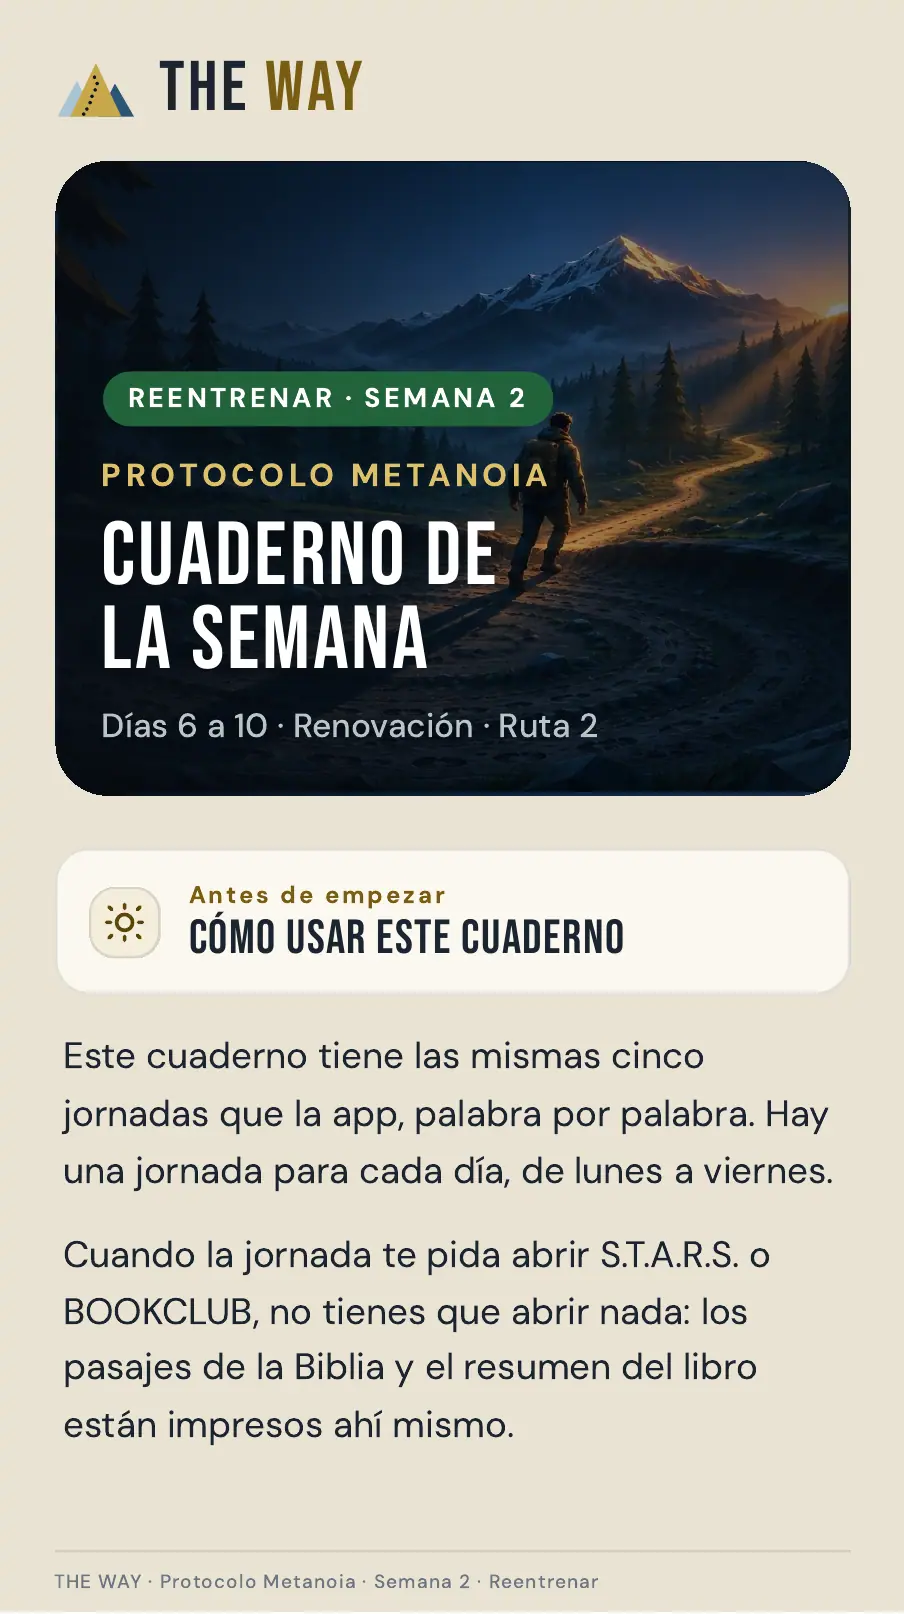 THE WAY
REENTRENAR · SEMANA 2
PROTOCOLO METANOIA
CUADERNO DE
LA SEMANA
Días 6 a 10 · Renovación · Ruta 2
Antes de empezar
CÓMO USAR ESTE CUADERNO
Este cuaderno tiene las mismas cinco
jornadas que la app, palabra por palabra. Hay
una jornada para cada día, de lunes a viernes.
Cuando la jornada te pida abrir S.T.A.R.S. o
BOOKCLUB, no tienes que abrir nada: los
pasajes de la Biblia y el resumen del libro
están impresos ahí mismo.
THE WAY · Protocolo Metanoia · Semana 2 · Reentrenar